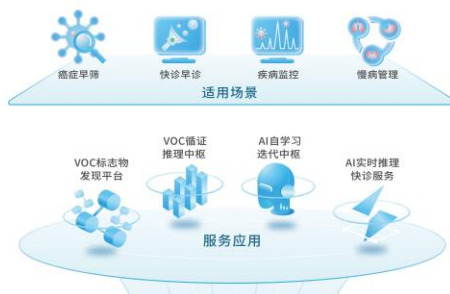 癌症早筛
快诊早诊
疾病监控
慢病管理
适用场景
VOC标志物
发现平台
VOC循证
推理中枢
AI自学习
迭代中枢
AI实时推理
快诊服务
服务应用